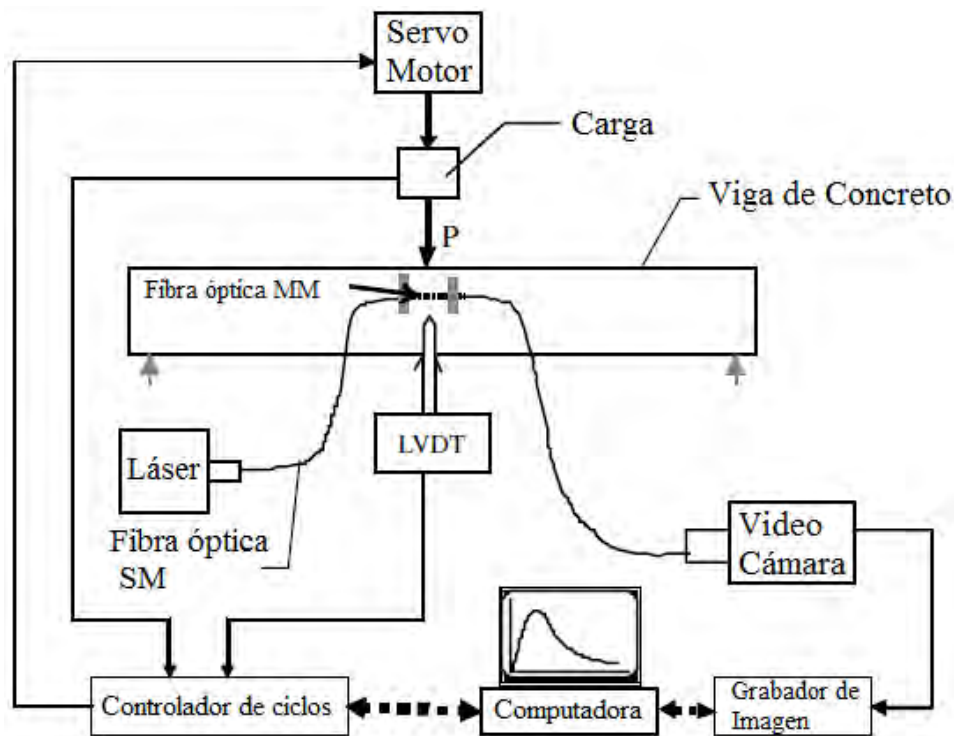 Servo
Motor
Carga
Viga de Concreto
P
Fibra óptica MM
LVDT
Láser
Fibra óptica
SM
Video
Cámara
Controlador de ciclos
Computadora
Grabador de
Imagen